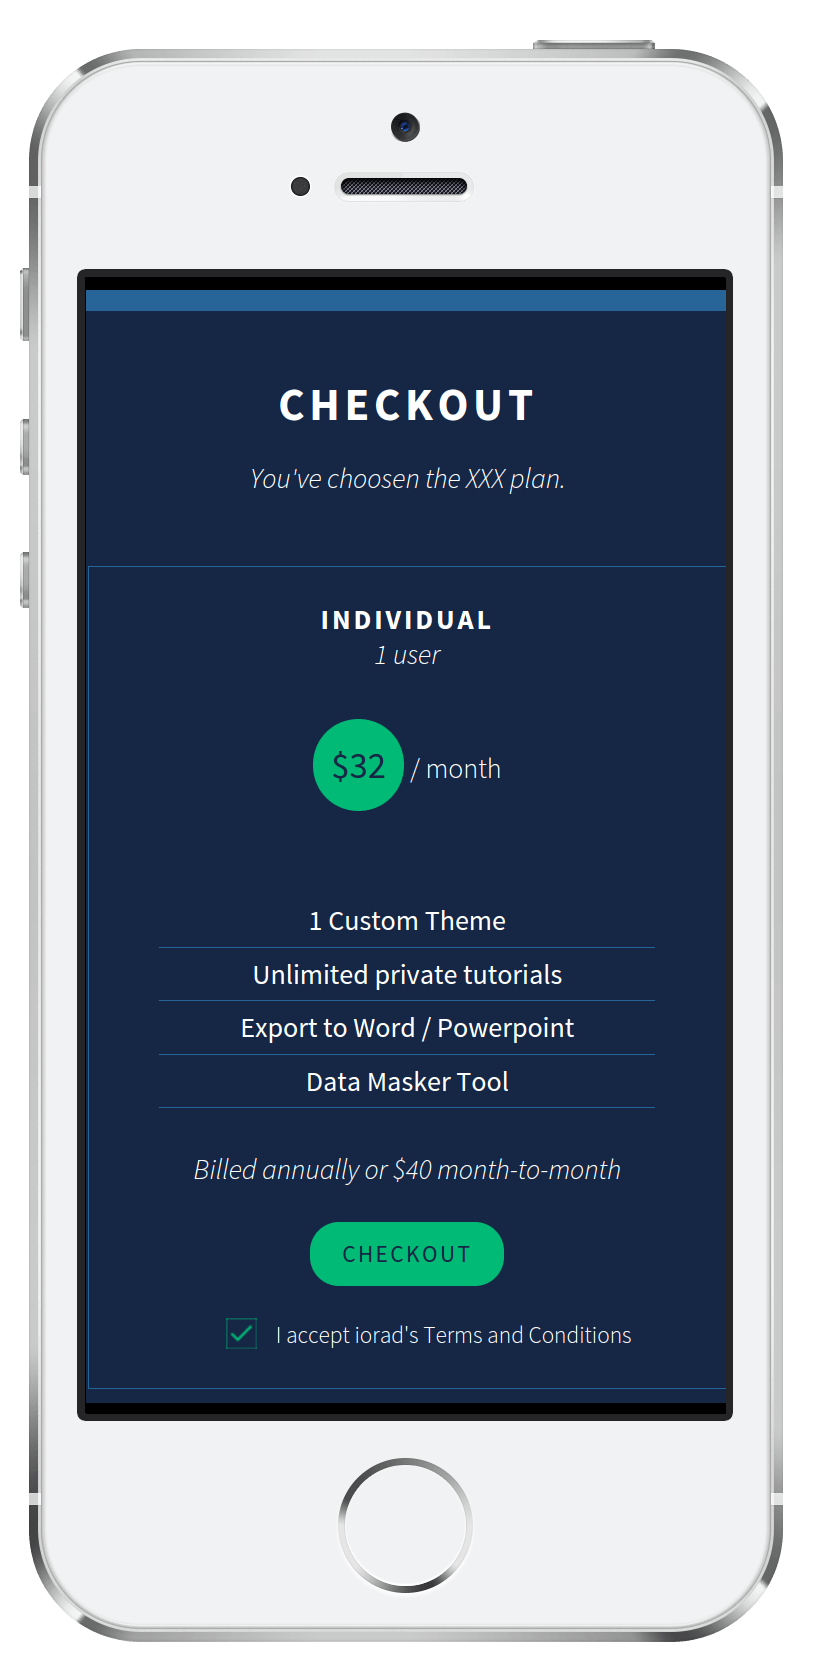 CHECKOUT
You've choosen the XXX plan.
INDIVIDUAL
1 user
$32 / month
1 Custom Theme
Unlimited private tutorials
Export to Word / Powerpoint
Data Masker Tool
Billed annually or $40 month-to-month
CHECKOUT
I accept iorad's Terms and Conditions